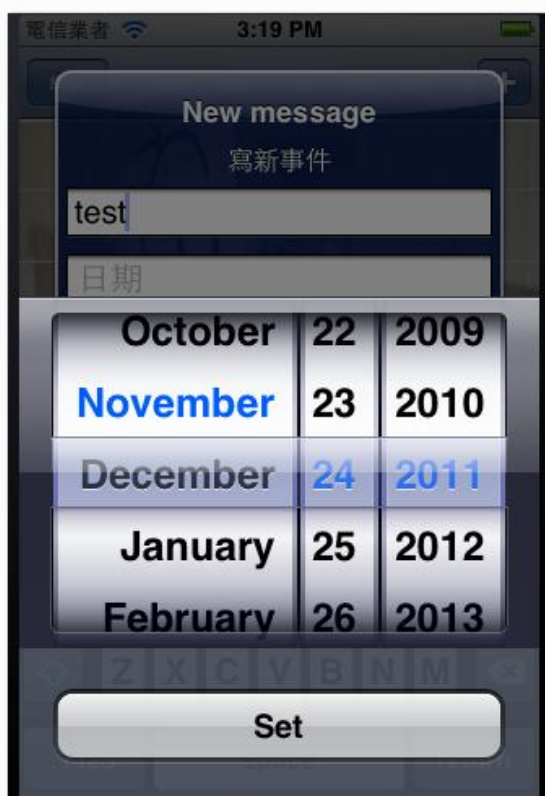 電信業者 3:19 PM
+
New message
寫新事件
test
日期
October 22 2009
November 23 2010
December 24 2011
January 25 2012
February 26 2013
Z X C V B N M
Set